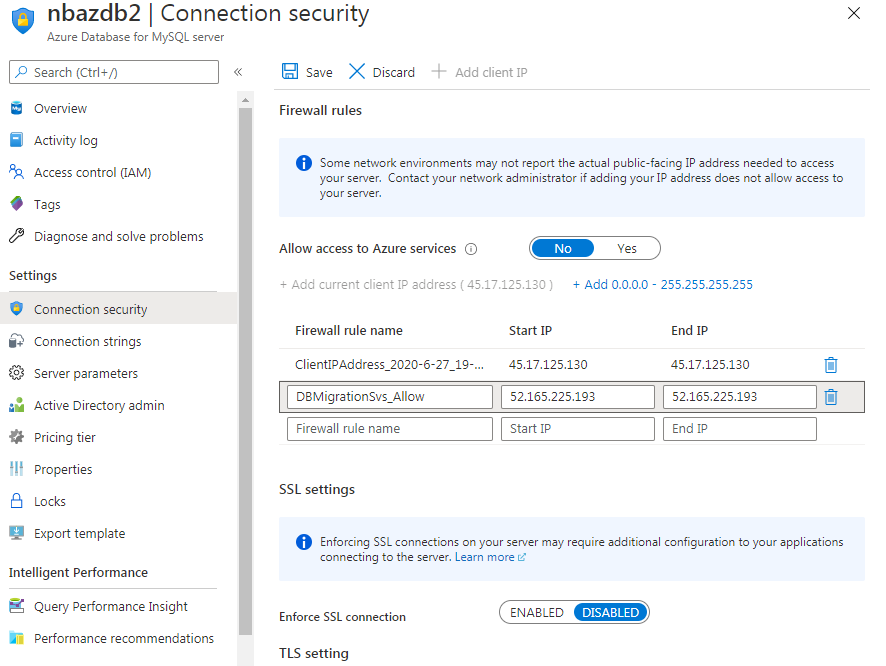 nbazdb2 | Connection security
Azure Database for MySQL server
Search (Ctrl+/)
«
Overview
Activity log
Access control (IAM)
Tags
Diagnose and solve problems
Settings
Connection security
Connection strings
Server parameters
Active Directory admin
Pricing tier
Properties
Locks
Export template
Intelligent Performance
Query Performance Insight
Performance recommendations
Save Discard Add client IP
Firewall rules
Some network environments may not report the actual public-facing IP address needed to access
your server. Contact your network administrator if adding your IP address does not allow access to
your server.
Allow access to Azure services No Yes
+ Add current client IP address ( 45.17.125.130 ) + Add 0.0.0.0 - 255.255.255.255
Firewall rule name Start IP End IP
ClientIPAddress_2020-6-27_19-... 45.17.125.130 45.17.125.130
DBMigrationSvs_Allow 52.165.225.193 52.165.225.193
Firewall rule name Start IP End IP
SSL settings
Enforcing SSL connections on your server may require additional configuration to your applications
connecting to the server. Learn more
Enforce SSL connection ENABLED DISABLED
TLS setting